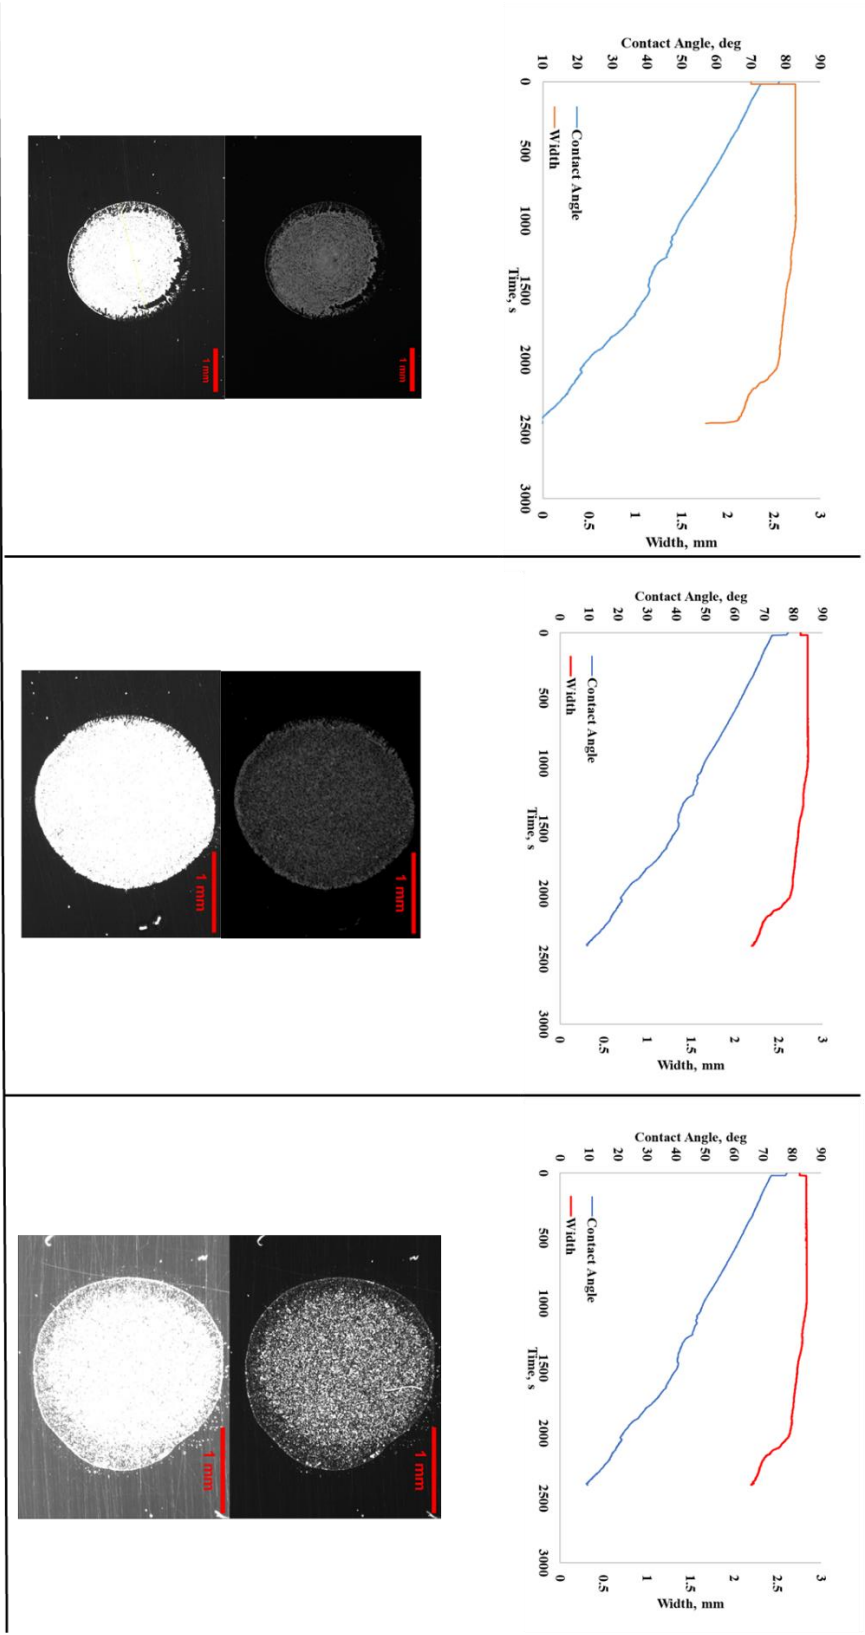 Contact Angle, deg
10 20 30 40 50 60 70 80 90
0 500 1000 1500 2000 2500 3000
Time, s
0 0.5 1 1.5 2 2.5 3
Width, mm
Contact Angle
Width
1 mm
1 mm
Contact Angle, deg
0 10 20 30 40 50 60 70 80 90
0 500 1000 1500 2000 2500 3000
Time, s
0 0.5 1 1.5 2 2.5 3
Width, mm
Contact Angle
Width
1 mm
1 mm
Contact Angle, deg
0 10 20 30 40 50 60 70 80 90
0 500 1000 1500 2000 2500 3000
Time, s
0 0.5 1 1.5 2 2.5 3
Width, mm
Contact Angle
Width
1 mm
1 mm